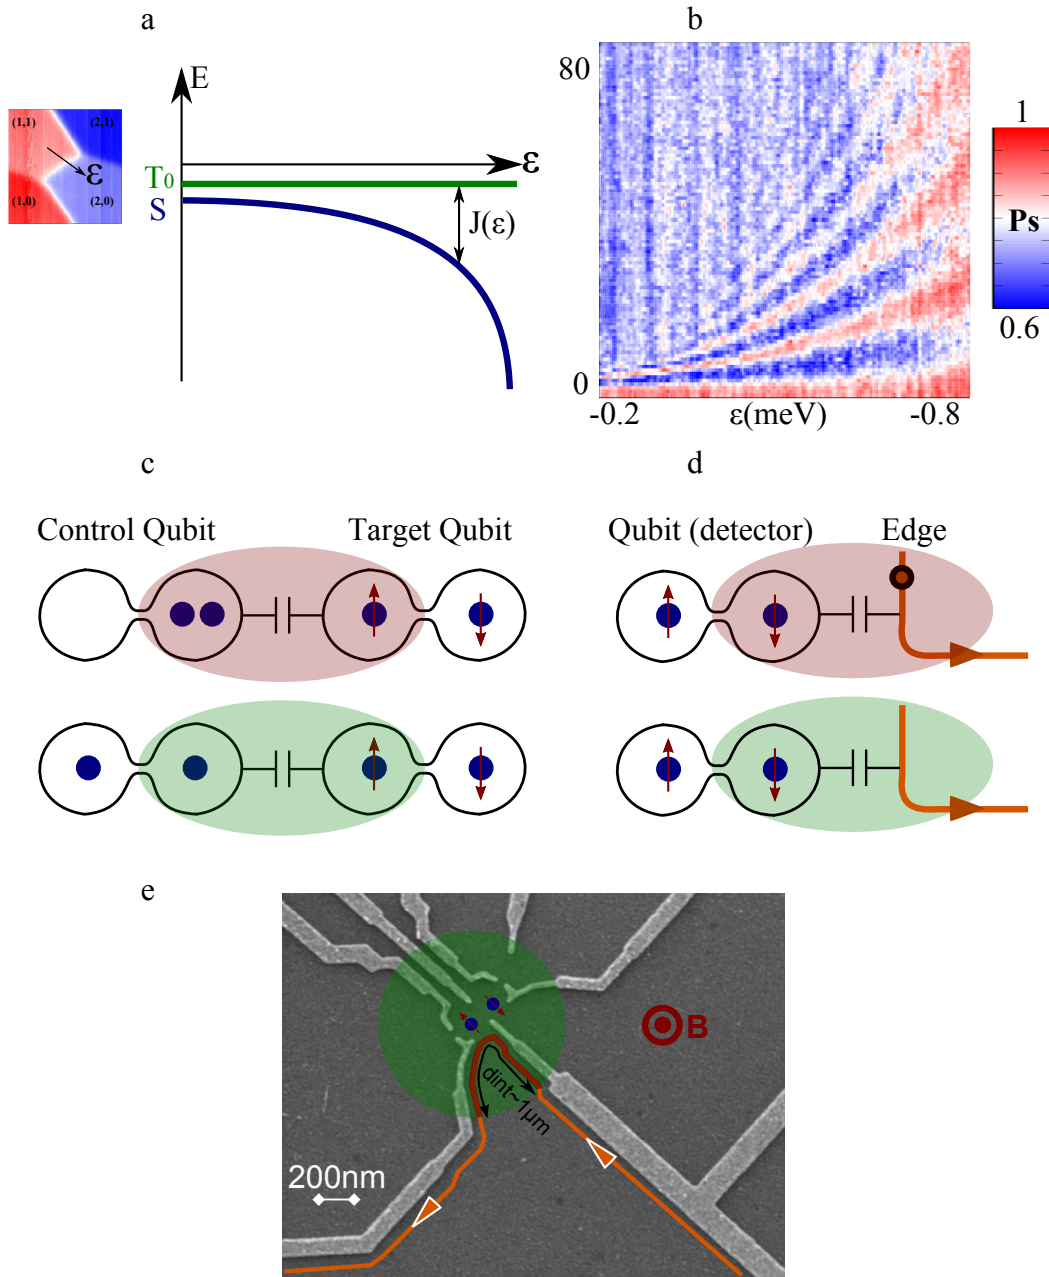 a
E
(1,1)
(2,1)
ε
(1,0)
(2,0)
ε
T0
S
J(ε)
b
80
0
-0.2
ε(meV)
-0.8
1
Ps
0.6
c
Control Qubit
Target Qubit
d
Qubit (detector)
Edge
e
B
dint~1μm
200nm